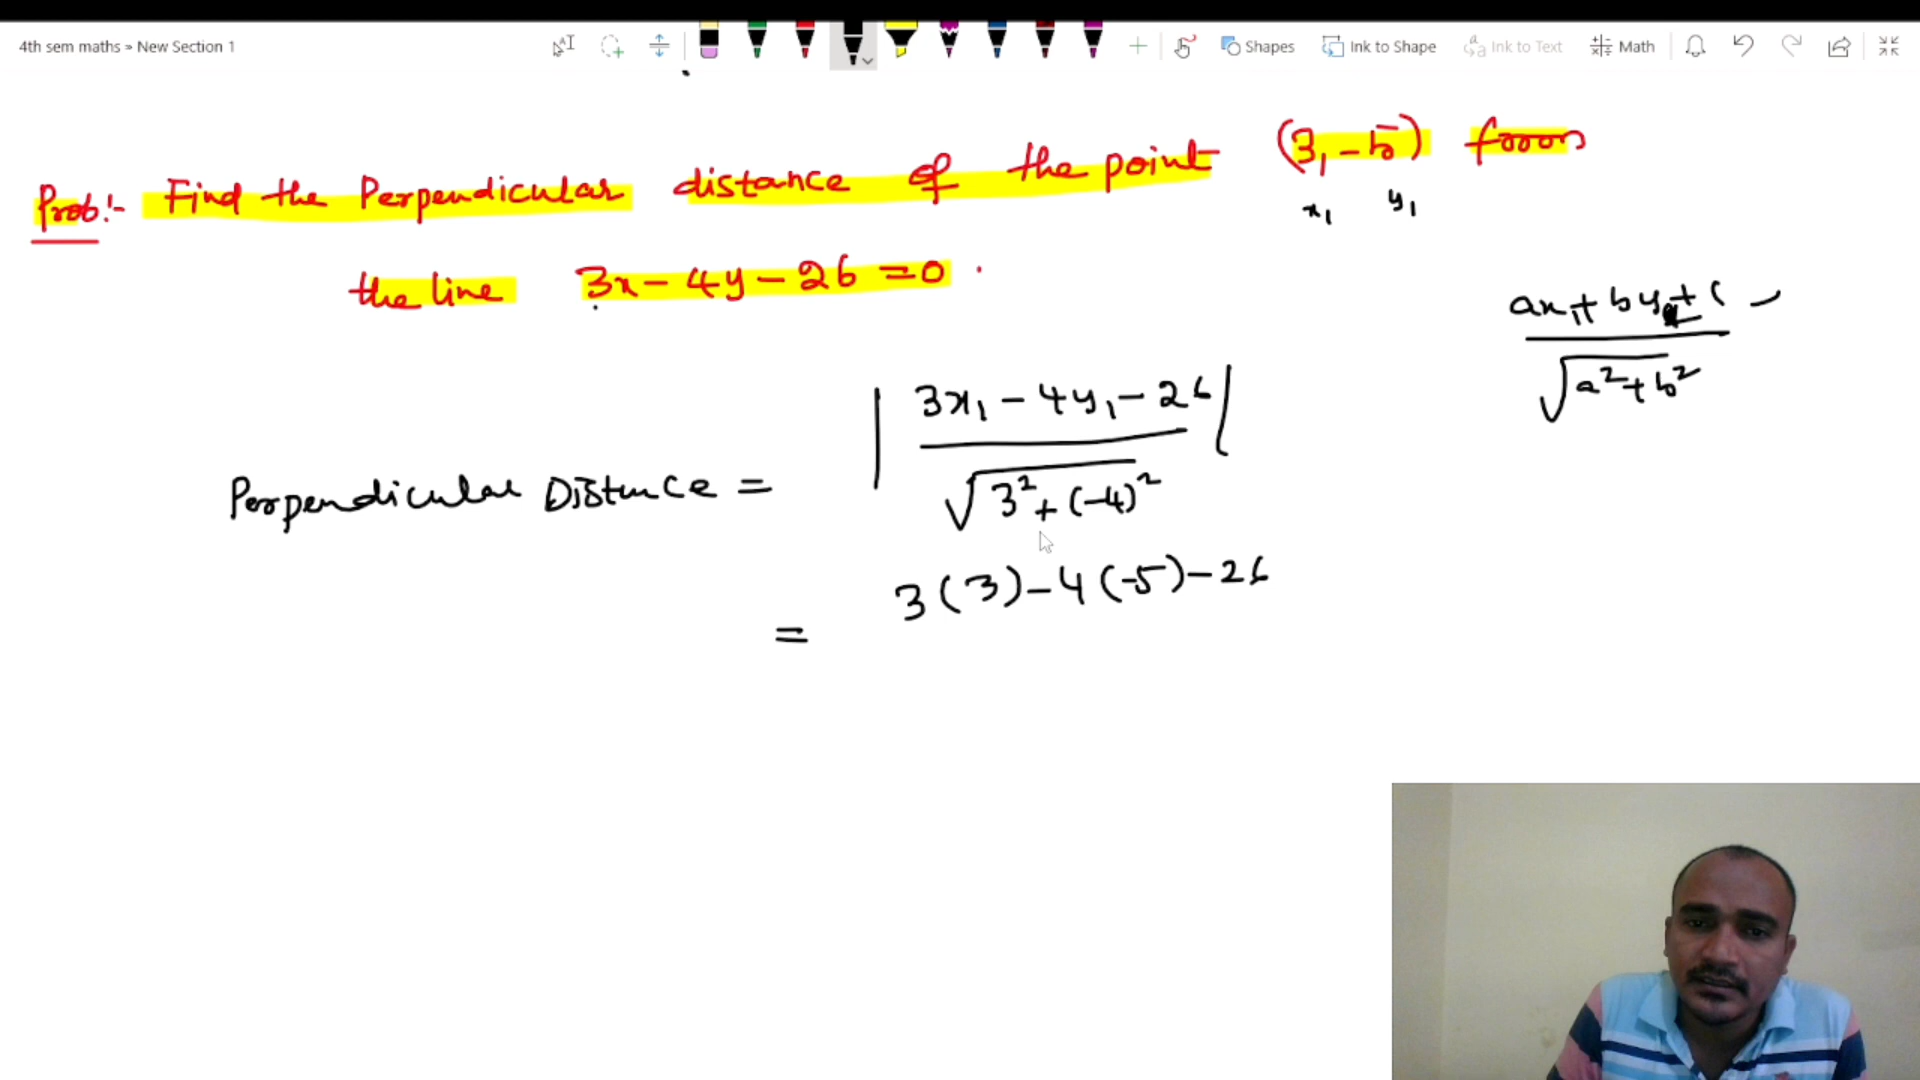 4th sem maths » New Section 1
Shapes Ink to Shape Ink to Text Math
Prob:- Find the Perpendicular distance of the point (3, -5) from
x₁ y₁
the line 3x - 4y - 26 = 0 .
ax₁ + by₁ + c
√a² + b²
Perpendicular Distance = | 3x₁ - 4y₁ - 26 |
√3² + (-4)²
= 3(3) - 4(-5) - 26